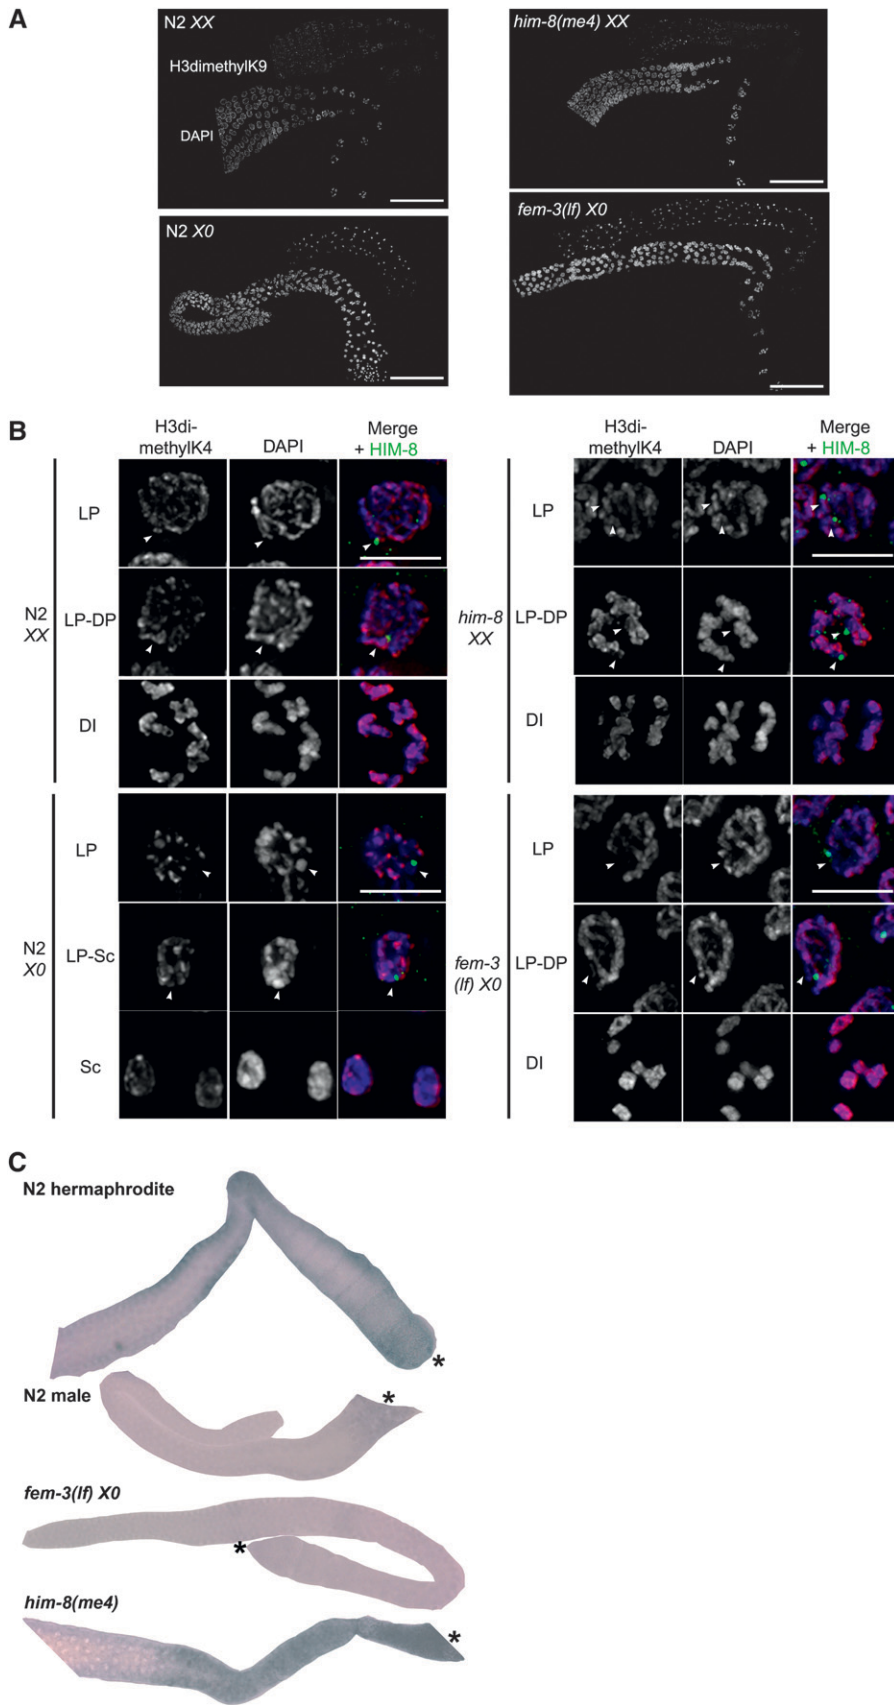 A
N2 XX
H3dimethylK9
DAPI
him-8(me4) XX
N2 X0
fem-3(lf) X0
B
H3di-
methylK4
DAPI
Merge
+ HIM-8
N2
XX
LP
LP-DP
DI
N2
X0
LP
LP-Sc
Sc
H3di-
methylK4
DAPI
Merge
+ HIM-8
him-8
XX
LP
LP-DP
DI
fem-3
(lf) X0
LP
LP-DP
DI
C
N2 hermaphrodite
*
N2 male
*
fem-3(lf) X0
*
him-8(me4)
*